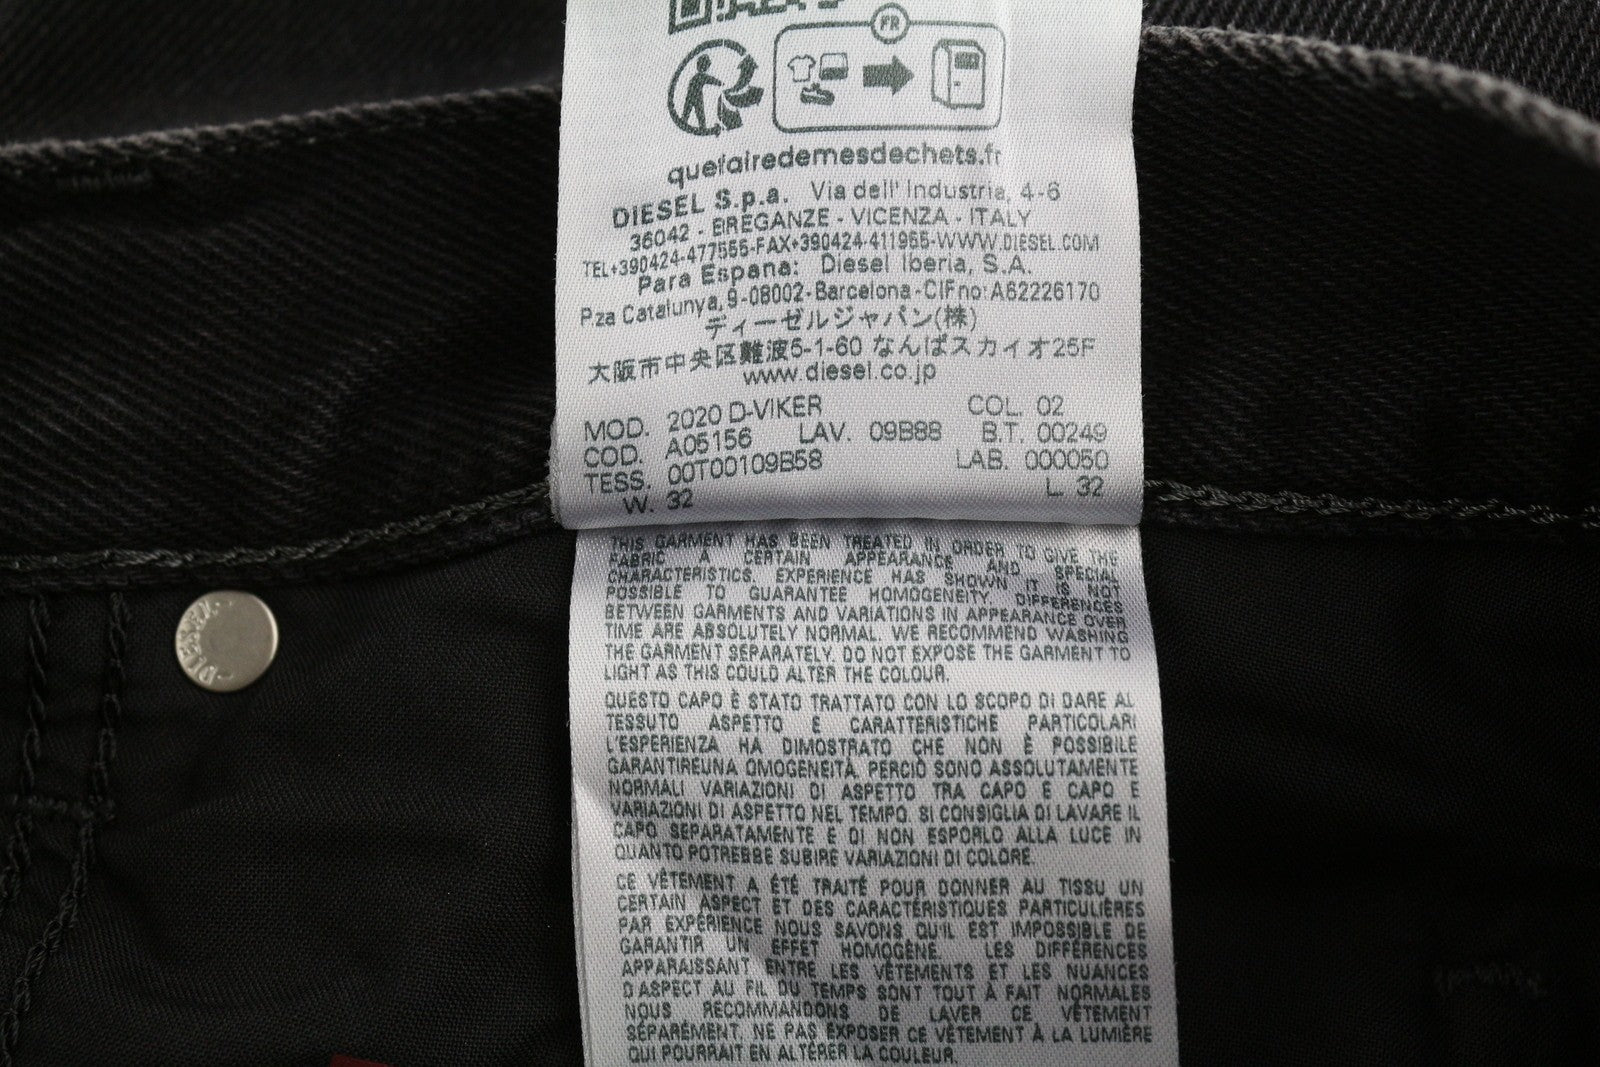 FR
quefairedemesdechets.fr
DIESEL S.p.a. Via dell' Industria, 4-6
36042 - BREGANZE - VICENZA - ITALY
TEL+390424-477555-FAX+390424-411955-WWW.DIESEL.COM
Para Espana: Diesel Iberia, S.A.
P.za Catalunya, 9-08002-Barcelona-CIFno:A62226170
ディーゼルジャパン(株)
大阪市中央区難波5-1-60 なんばスカイオ25F
www.diesel.co.jp
MOD. 2020 D-VIKER COL. 02
COD. A05156 LAV. 09B88 B.T. 00249
TESS. 00T00109B58 LAB. 000050
W. 32 L. 32
THIS GARMENT HAS BEEN TREATED IN ORDER TO GIVE THE
FABRIC A CERTAIN APPEARANCE AND SPECIAL
CHARACTERISTICS. EXPERIENCE HAS SHOWN IT IS NOT
POSSIBLE TO GUARANTEE HOMOGENEITY. DIFFERENCES
BETWEEN GARMENTS AND VARIATIONS IN APPEARANCE OVER
TIME ARE ABSOLUTELY NORMAL. WE RECOMMEND WASHING
THE GARMENT SEPARATELY. DO NOT EXPOSE THE GARMENT TO
LIGHT AS THIS COULD ALTER THE COLOUR.
QUESTO CAPO È STATO TRATTATO CON LO SCOPO DI DARE AL
TESSUTO ASPETTO E CARATTERISTICHE PARTICOLARI
L'ESPERIENZA HA DIMOSTRATO CHE NON È POSSIBILE
GARANTIREUNA OMOGENEITÀ, PERCIÒ SONO ASSOLUTAMENTE
NORMALI VARIAZIONI DI ASPETTO TRA CAPO E CAPO E
VARIAZIONI DI ASPETTO NEL TEMPO. SI CONSIGLIA DI LAVARE IL
CAPO SEPARATAMENTE E DI NON ESPORLO ALLA LUCE IN
QUANTO POTREBBE SUBIRE VARIAZIONI DI COLORE.
CE VÊTEMENT A ÉTÉ TRAITÉ POUR DONNER AU TISSU UN
CERTAIN ASPECT ET DES CARACTÉRISTIQUES PARTICULIÈRES
PAR EXPÉRIENCE NOUS SAVONS QU'IL EST IMPOSSIBLE DE
GARANTIR UN EFFET HOMOGÈNE. LES DIFFÉRENCES
APPARAISSANT ENTRE LES VÊTEMENTS ET LES NUANCES
D'ASPECT AU FIL DU TEMPS SONT TOUT À FAIT NORMALES
NOUS RECOMMANDONS DE LAVER CE VÊTEMENT
SÉPARÉMENT. NE PAS EXPOSER CE VÊTEMENT À LA LUMIÈRE
QUI POURRAIT EN ALTÉRER LA COULEUR.
DIESEL